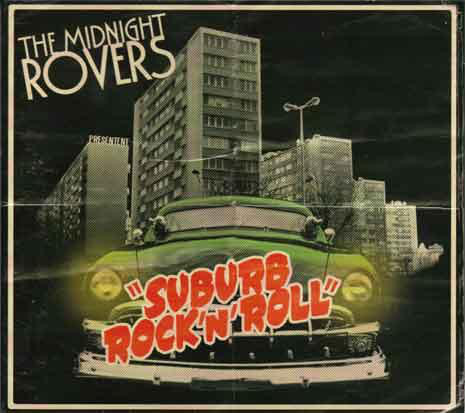 THE MIDNIGHT
ROVERS
PRESENTENT
"SUBURB
ROCK'N'ROLL"